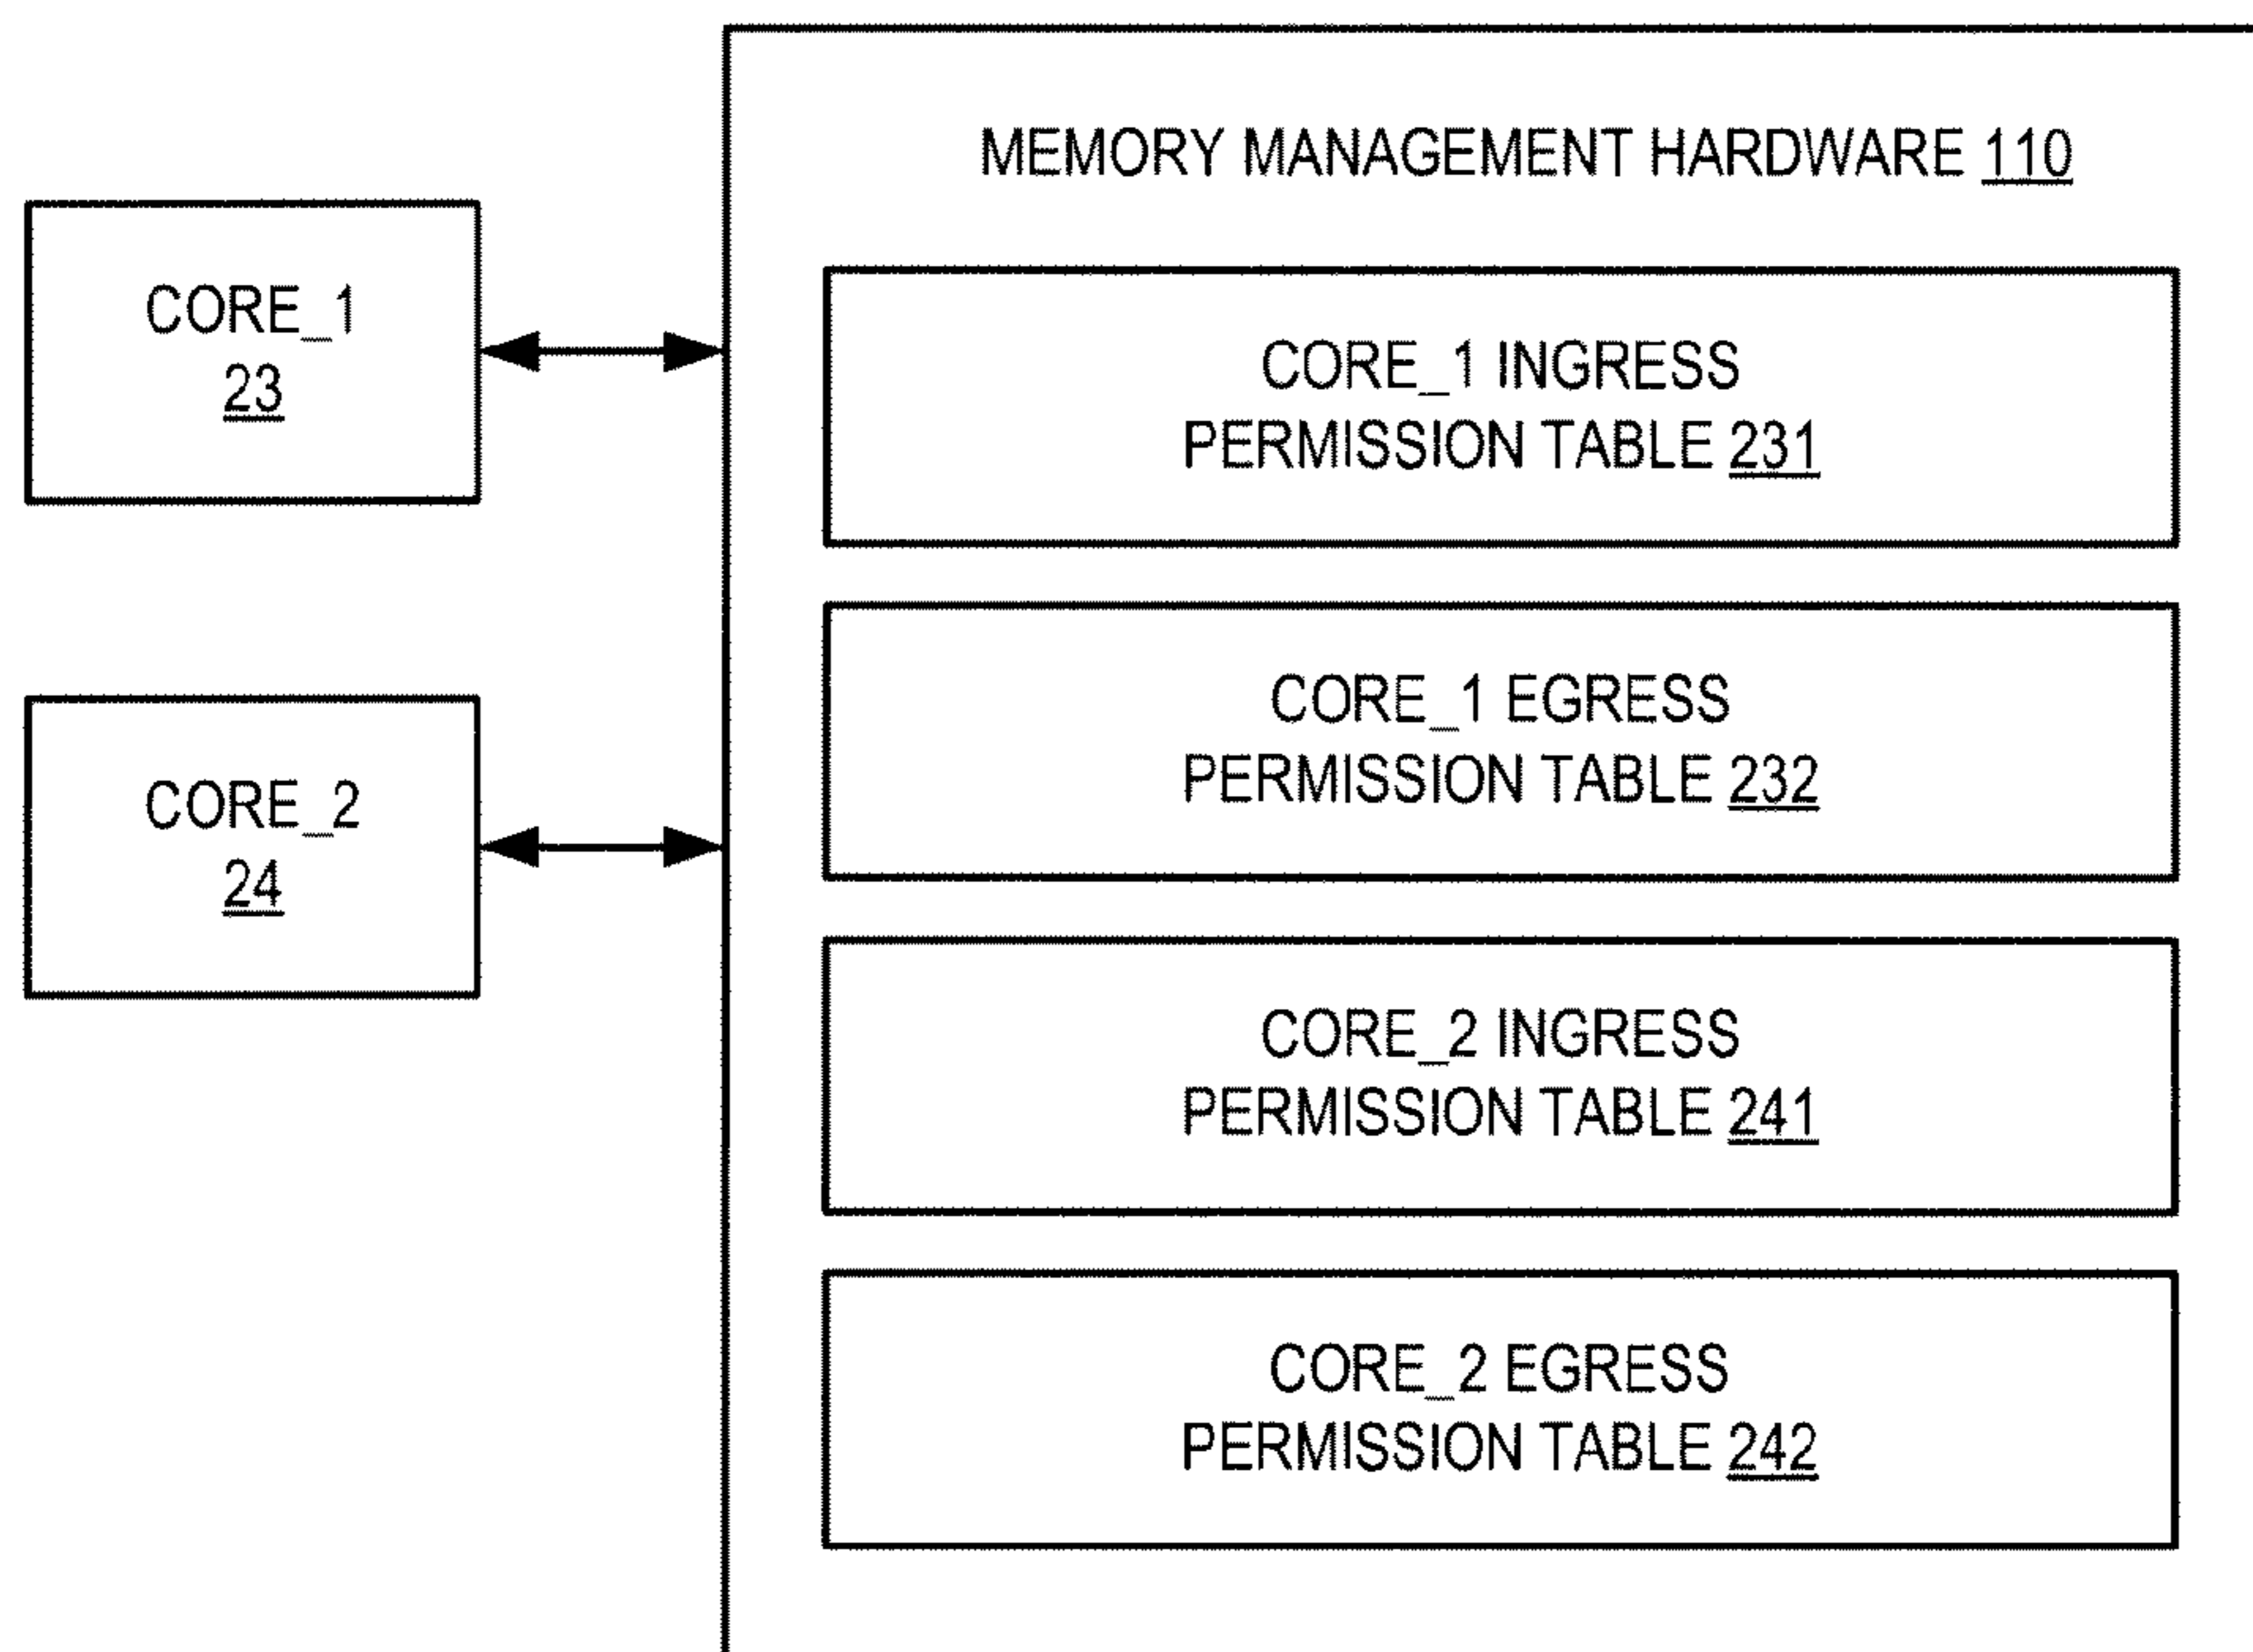 MEMORY MANAGEMENT HARDWARE 110
CORE_1
23
CORE_1 INGRESS
PERMISSION TABLE 231
CORE_1 EGRESS
PERMISSION TABLE 232
CORE_2
24
CORE_2 INGRESS
PERMISSION TABLE 241
CORE_2 EGRESS
PERMISSION TABLE 242